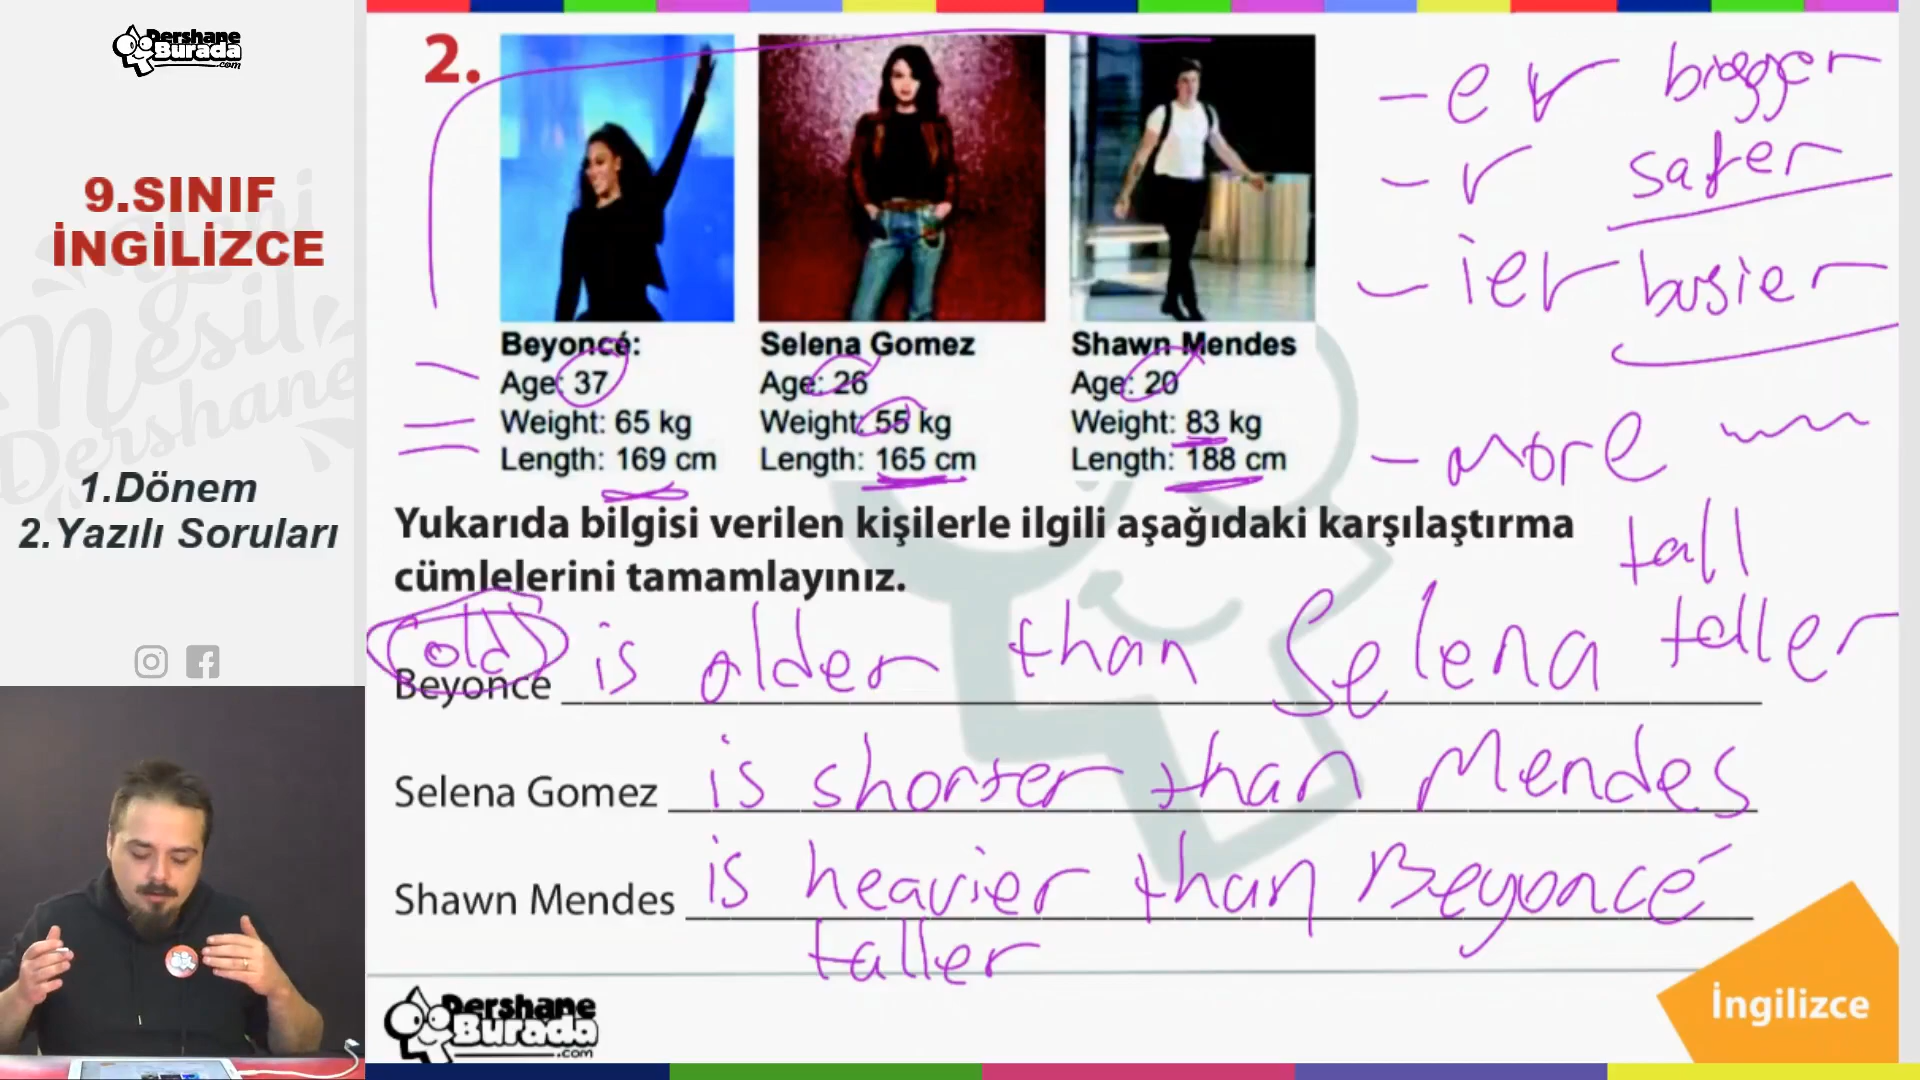 Dershane
Burada
.com
9.SINIF
İNGİLİZCE
1.Dönem
2.Yazılı Soruları
Yeni
Nesil
Dershane
2.
-er bigger
-r safer
-ier busier
-more
tall
taller
Beyoncé:
Age: 37
Weight: 65 kg
Length: 169 cm
Selena Gomez
Age: 26
Weight: 55 kg
Length: 165 cm
Shawn Mendes
Age: 20
Weight: 83 kg
Length: 188 cm
Yukarıda bilgisi verilen kişilerle ilgili aşağıdaki karşılaştırma
cümlelerini tamamlayınız.
old
Beyonce is older than Selena
Selena Gomez is shorter than Mendes
Shawn Mendes is heavier than Beyoncé
taller
Dershane
Burada
.com
İngilizce